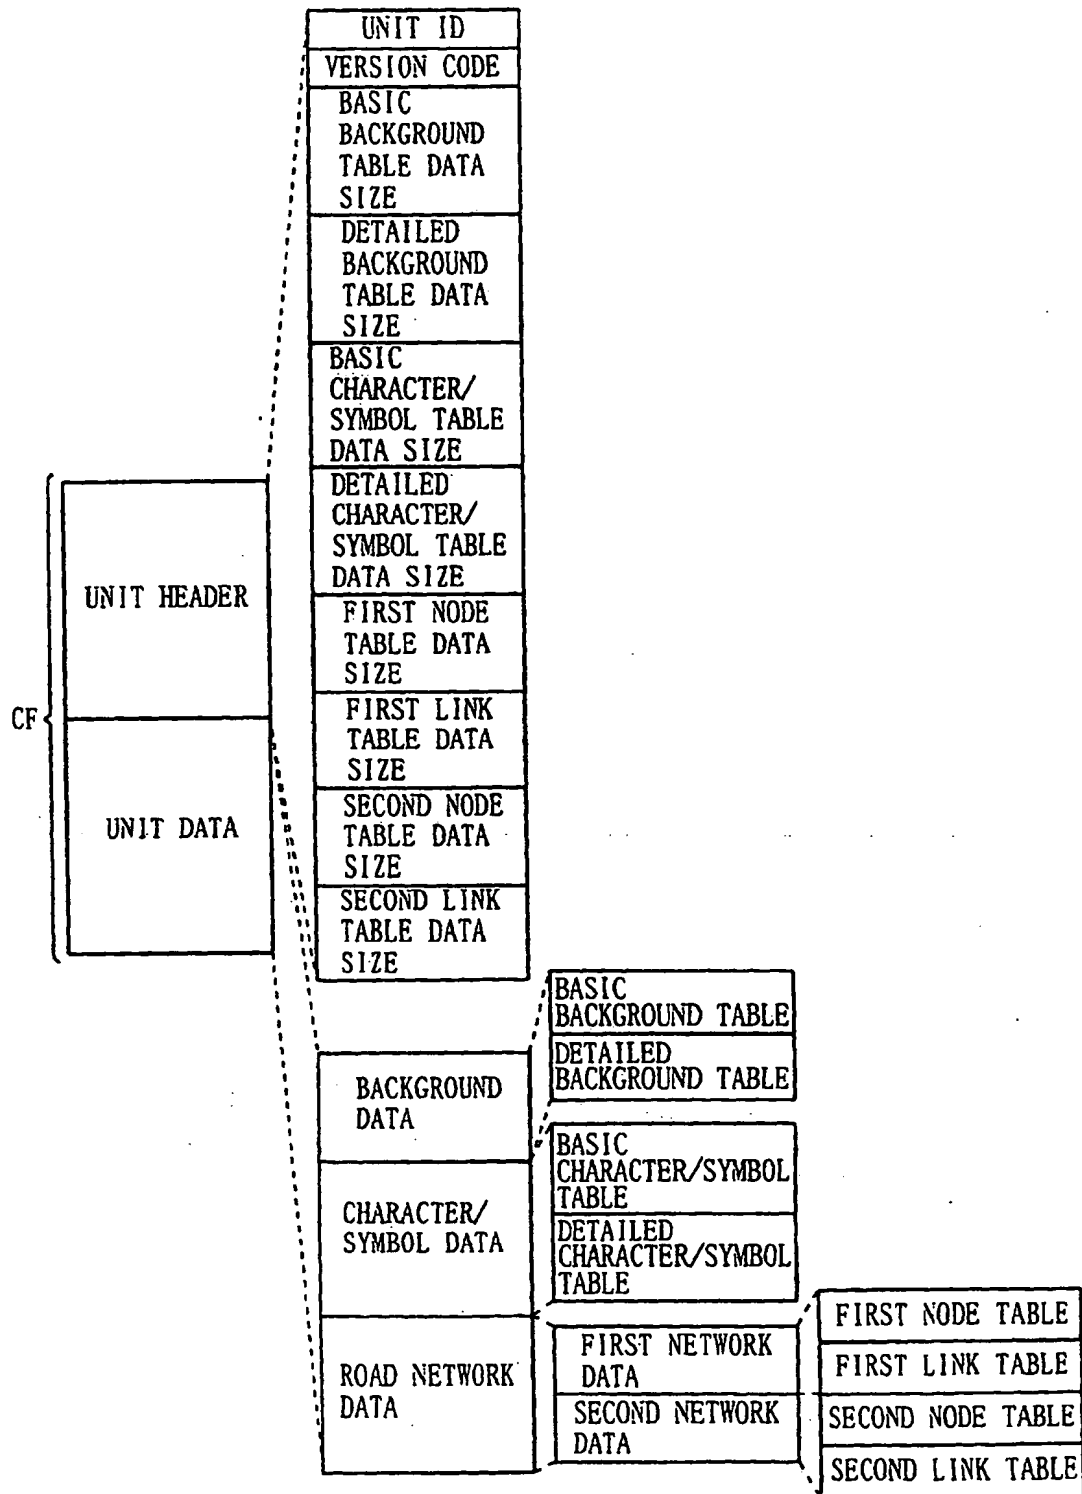 UNIT ID
VERSION CODE
BASIC
BACKGROUND
TABLE DATA
SIZE
DETAILED
BACKGROUND
TABLE DATA
SIZE
BASIC
CHARACTER/
SYMBOL TABLE
DATA SIZE
DETAILED
CHARACTER/
SYMBOL TABLE
DATA SIZE
FIRST NODE
TABLE DATA
SIZE
FIRST LINK
TABLE DATA
SIZE
SECOND NODE
TABLE DATA
SIZE
SECOND LINK
TABLE DATA
SIZE
CF
UNIT HEADER
UNIT DATA
BACKGROUND
DATA
CHARACTER/
SYMBOL DATA
ROAD NETWORK
DATA
BASIC
BACKGROUND TABLE
DETAILED
BACKGROUND TABLE
BASIC
CHARACTER/SYMBOL
TABLE
DETAILED
CHARACTER/SYMBOL
TABLE
FIRST NETWORK
DATA
SECOND NETWORK
DATA
FIRST NODE TABLE
FIRST LINK TABLE
SECOND NODE TABLE
SECOND LINK TABLE